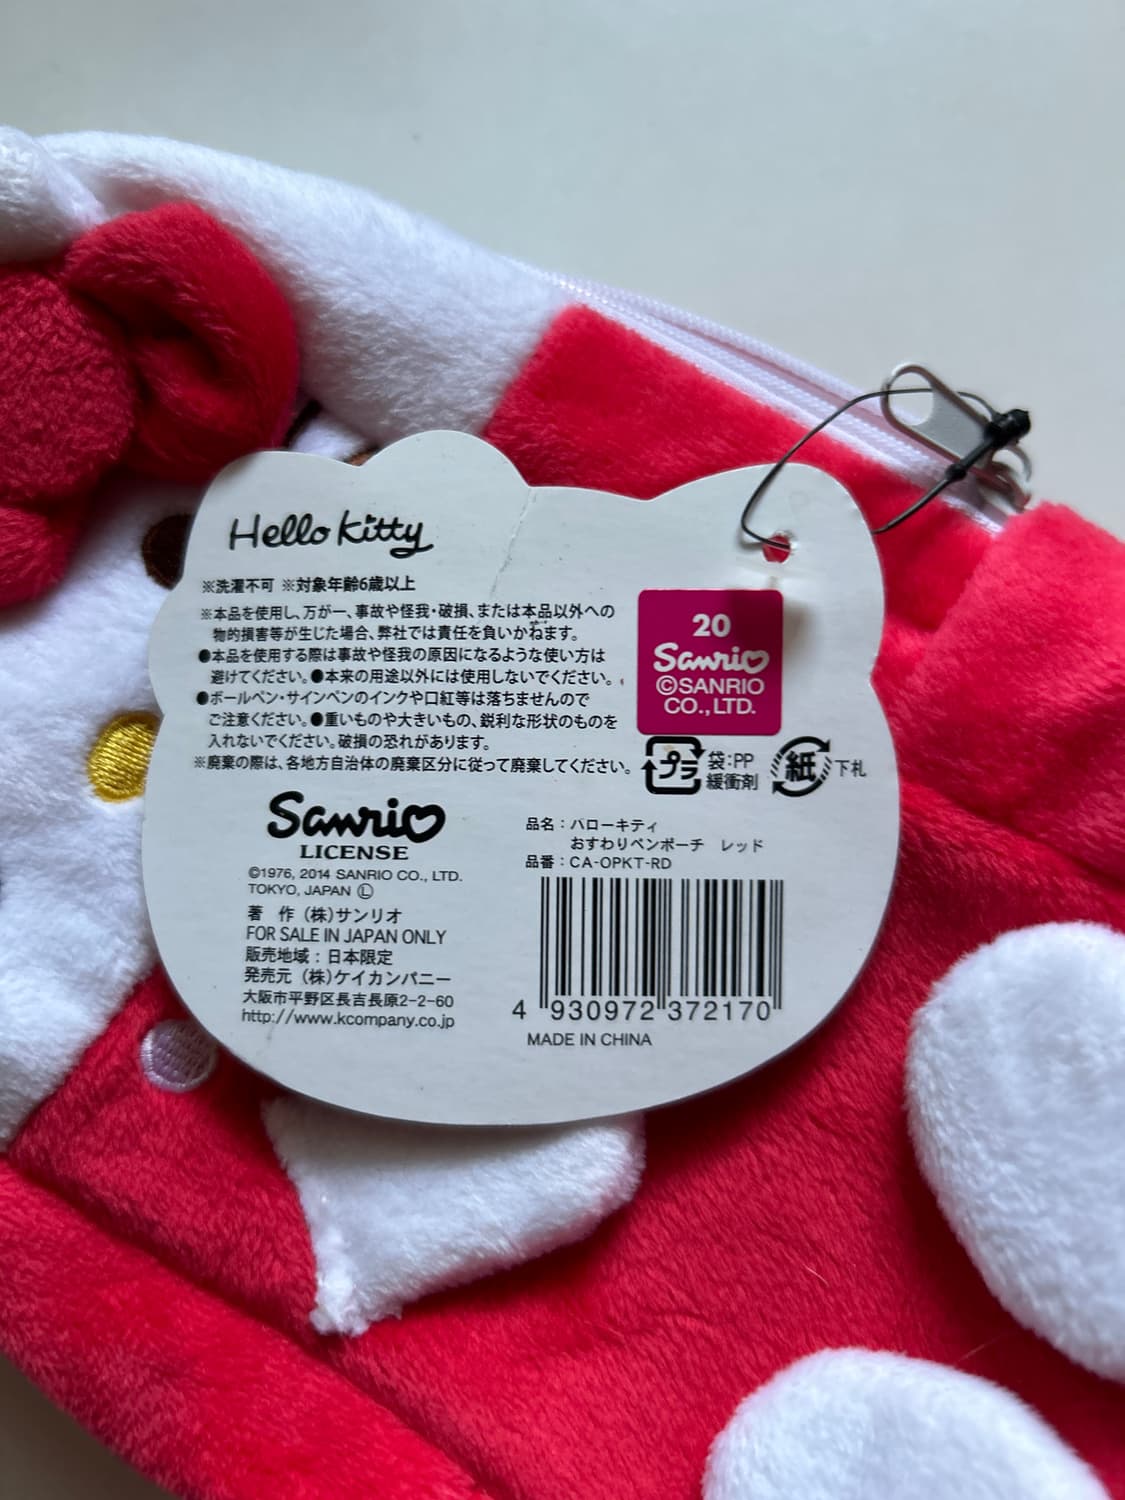 Hello Kitty
※洗濯不可 ※対象年齢6歳以上
※本品を使用し、万が一、事故や怪我・破損、または本品以外への
物的損害等が生じた場合、弊社では責任を負いかねます。
●本品を使用する際は事故や怪我の原因になるような使い方は
避けてください。●本来の用途以外には使用しないでください。
●ボールペン・サインペンのインクや口紅等は落ちませんので
ご注意ください。●重いものや大きいもの、鋭利な形状のものを
入れないでください。破損の恐れがあります。
※廃棄の際は、各地方自治体の廃棄区分に従って廃棄してください。
20
Sanrio
©SANRIO
CO., LTD.
プラ 袋:PP
緩衝剤
紙 下札
Sanrio
LICENSE
©1976, 2014 SANRIO CO., LTD.
TOKYO, JAPAN Ⓛ
著 作 (株)サンリオ
FOR SALE IN JAPAN ONLY
販売地域:日本限定
発売元 (株)ケイカンパニー
大阪市平野区長吉長原2-2-60
http://www.kcompany.co.jp
品名:ハローキティ
おすわりペンポーチ レッド
品番:CA-OPKT-RD
4 930972 372170
MADE IN CHINA